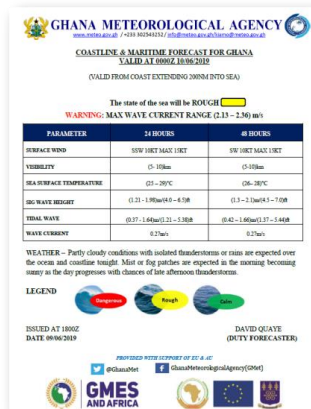 GHANA METEOROLOGICAL AGENCY
www.meteo.gov.gh / +233 302543252/ info@meteo.gov.gh/
COASTLINE & MARITIME FORECAST FOR GHANA
VALID AT 0000Z 10/06/2019
(VALID FROM COAST EXTENDING 200NM INTO SEA)
The state of the sea will be ROUGH
WARNING: MAX WAVE CURRENT RANGE (2.13 – 2.36) m/s
PARAMETER 24 HOURS 48 HOURS
SURFACE WIND SSW 10KT MAX 15KT SW 10KT MAX 15KT
VISIBILITY (5- 10)km (5-10)km
SEA SURFACE TEMPERATURE (25 – 29)°C (26– 28)°C
SIG WAVE HEIGHT (1.21 - 1.98)m/(4.0 – 6.5)ft (1.5 – 2.1)m/(4.5 – 7.0)ft
TIDAL WAVE (0.37 - 1.64)m/(1.21 – 5.38)ft (0.42 – 1.66)m/(1.37 – 5.44)ft
WAVE CURRENT 0.27m/s 0.27m/s
WEATHER – Partly cloudy conditions with isolated thunderstorms or rains are expected over
the ocean and coastline tonight. Mist or fog patches are expected in the morning becoming
sunny as the day progresses with chances of late afternoon thunderstorms.
LEGEND
Dangerous Rough Calm
ISSUED AT 1800Z DAVID QUAYE
DATE 09/06/2019 (DUTY FORECASTER)
PROVIDED WITH SUPPORT OF EU & AU
@GhanaMet GhanaMeteorologicalAgency(GMet)
GMES
AND AFRICA